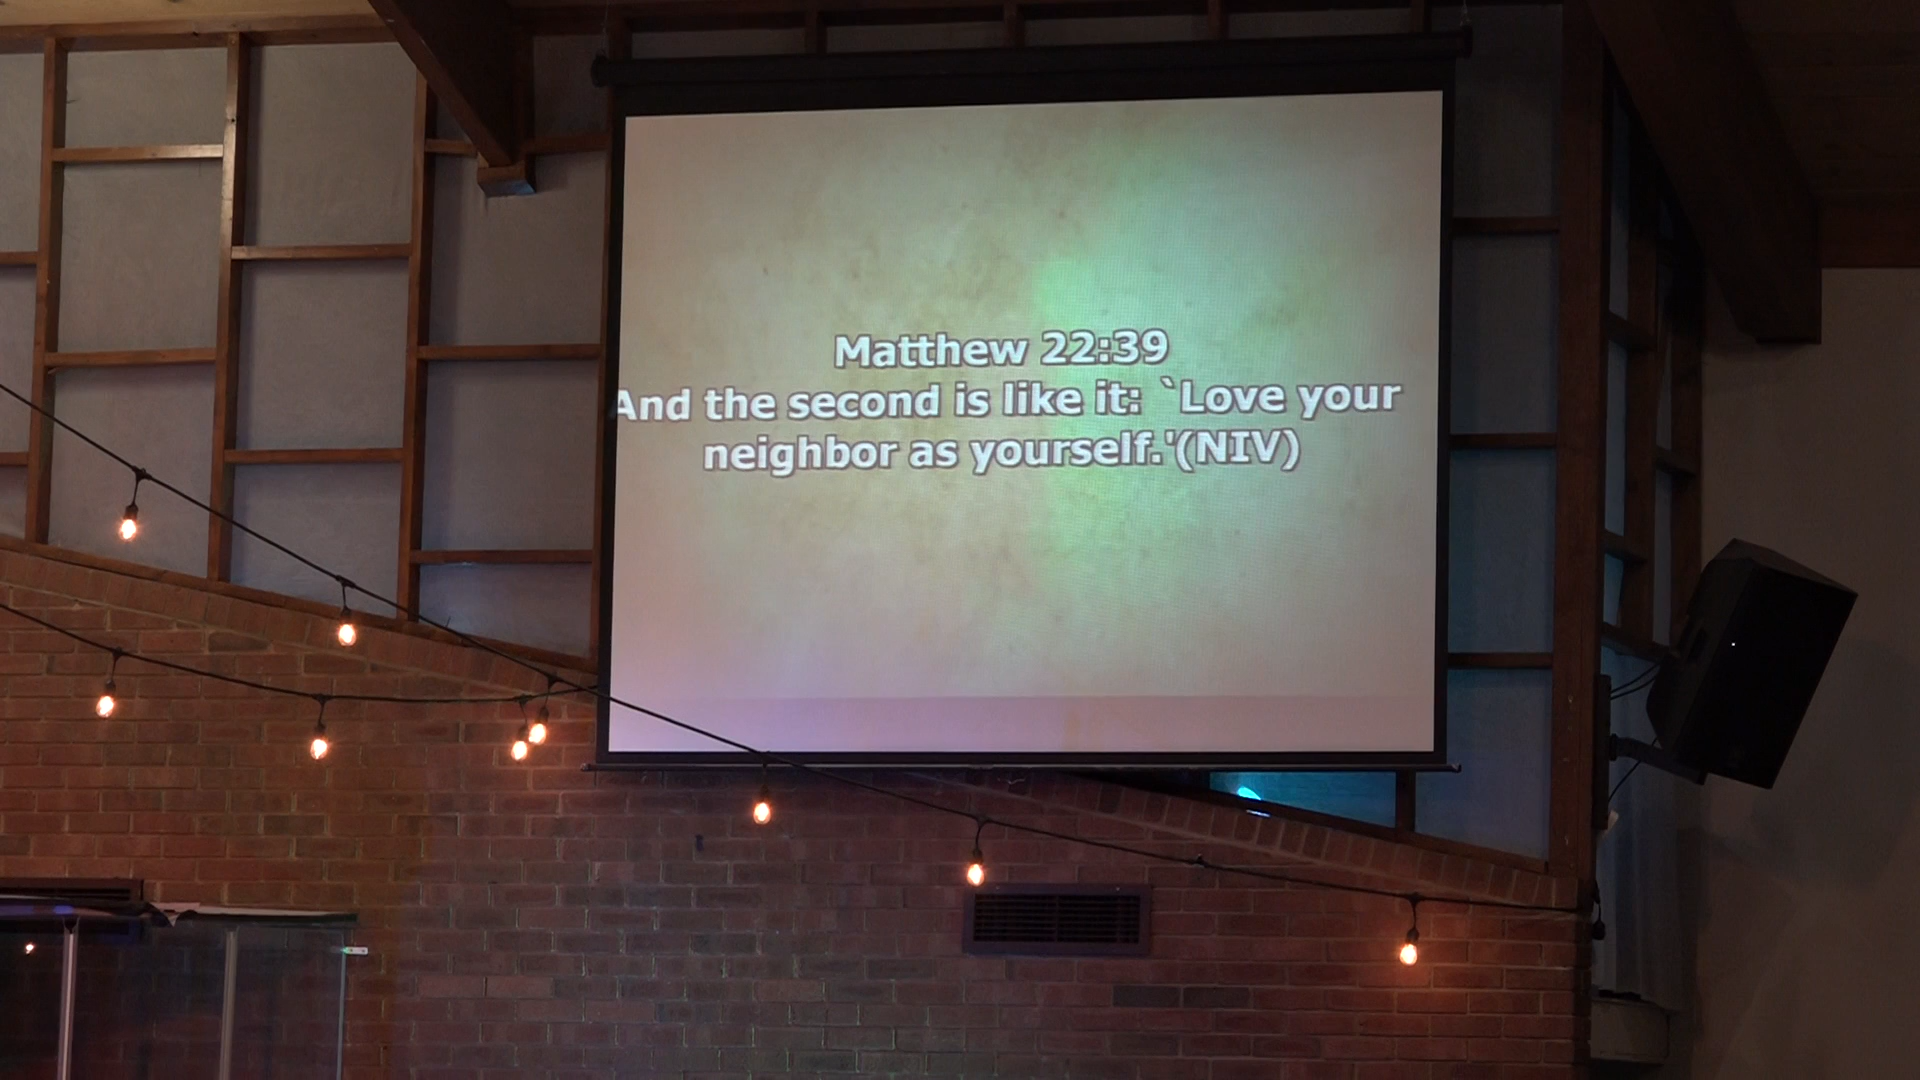 Matthew 22:39
And the second is like it: `Love your
neighbor as yourself.'(NIV)